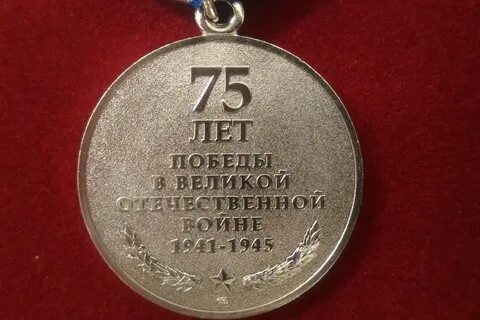 75
ЛЕТ
ПОБЕДЫ
В ВЕЛИКОЙ
ОТЕЧЕСТВЕННОЙ
ВОЙНЕ
1941-1945